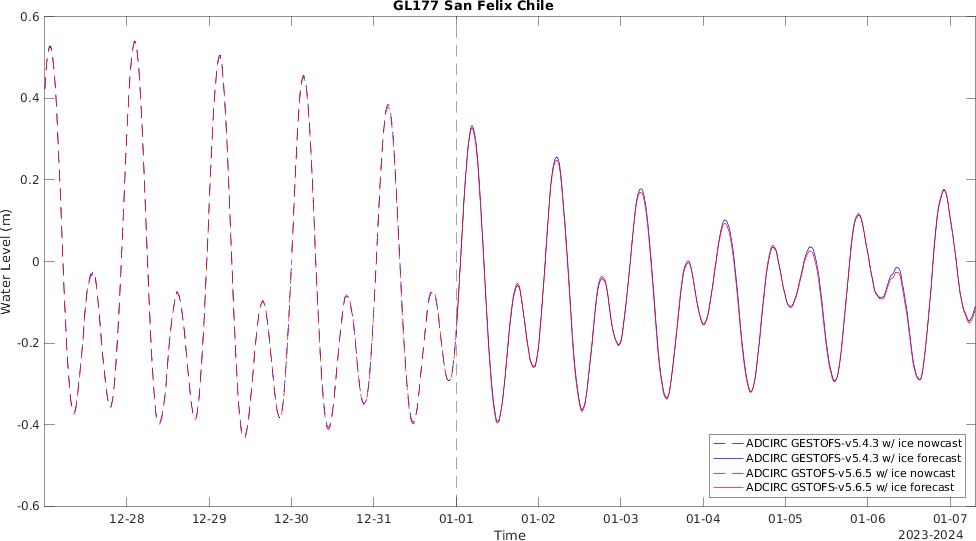 GL177 San Felix Chile
0.6
0.4
0.2
0
-0.2
-0.4
-0.6
Water Level (m)
12-28 12-29 12-30 12-31 01-01 01-02 01-03 01-04 01-05 01-06 01-07
Time
2023-2024
ADCIRC GESTOFS-v5.4.3 w/ ice nowcast
ADCIRC GESTOFS-v5.4.3 w/ ice forecast
ADCIRC GSTOFS-v5.6.5 w/ ice nowcast
ADCIRC GSTOFS-v5.6.5 w/ ice forecast